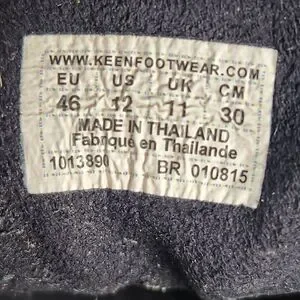 WWW.KEENFOOTWEAR.COM
EU US UK CM
46 12 11 30
MADE IN THAILAND
Fabriqué en Thailande
1013890 BR 010815